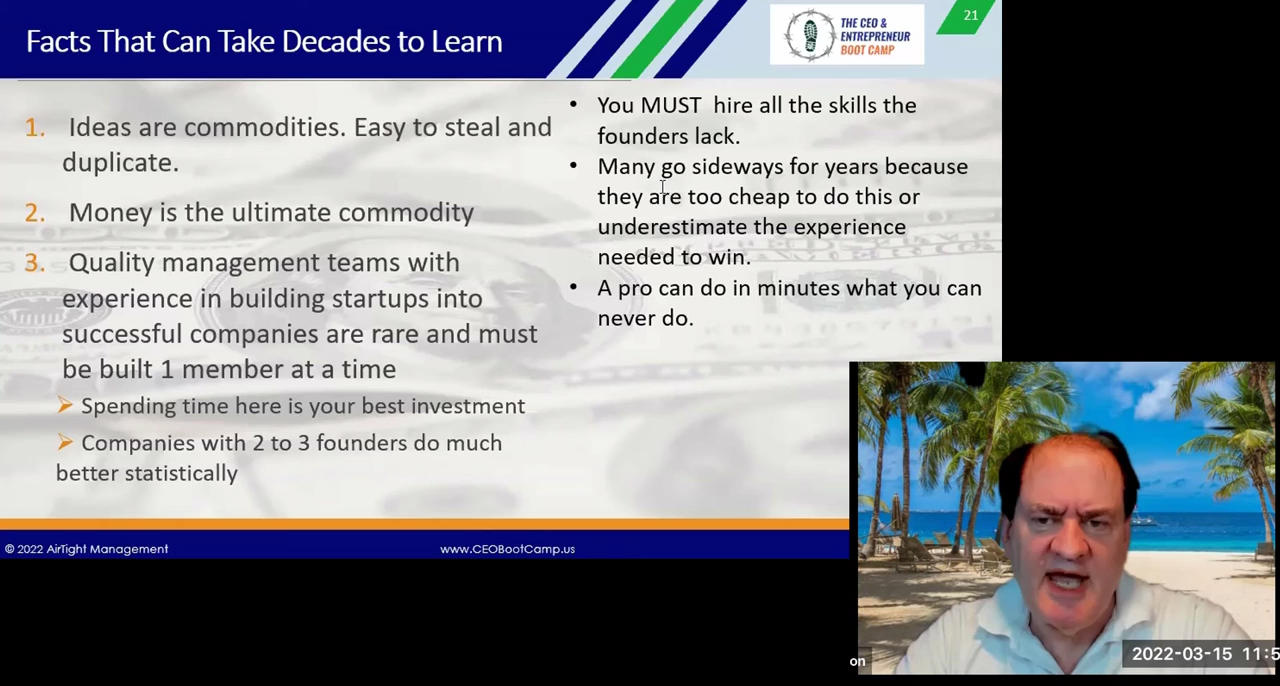 Facts That Can Take Decades to Learn
THE CEO &
ENTREPRENEUR
BOOT CAMP
21
1. Ideas are commodities. Easy to steal and
duplicate.
2. Money is the ultimate commodity
3. Quality management teams with
experience in building startups into
successful companies are rare and must
be built 1 member at a time
Spending time here is your best investment
Companies with 2 to 3 founders do much
better statistically
• You MUST hire all the skills the
founders lack.
• Many go sideways for years because
they are too cheap to do this or
underestimate the experience
needed to win.
• A pro can do in minutes what you can
never do.
© 2022 AirTight Management
www.CEOBootCamp.us
on
2022-03-15 11:5